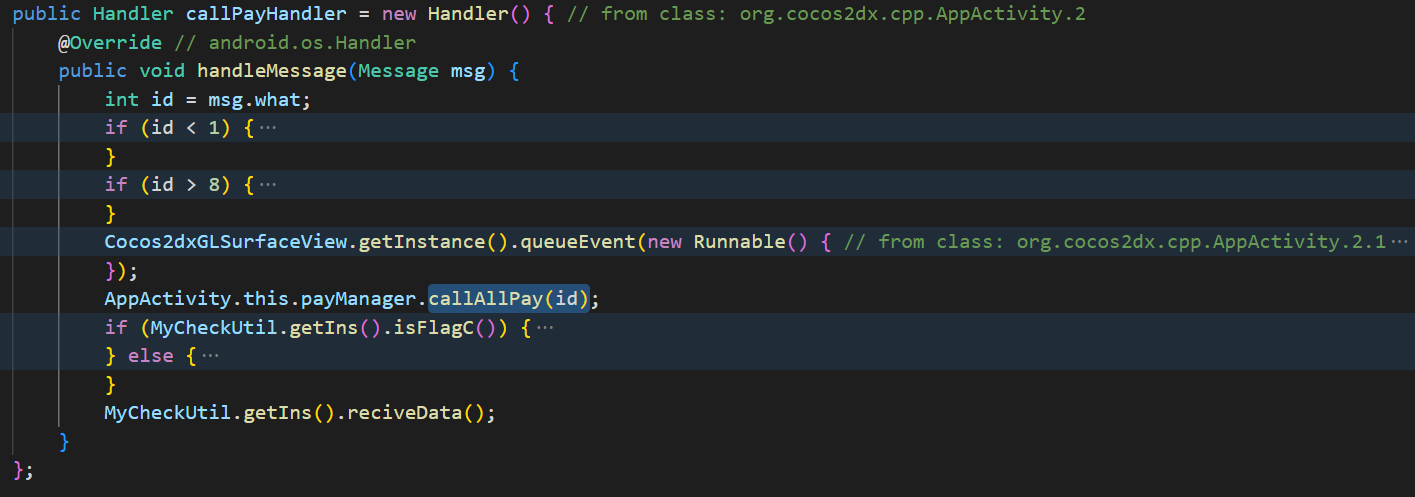 public Handler callPayHandler = new Handler() { // from class: org.cocos2dx.cpp.AppActivity.2
@Override // android.os.Handler
public void handleMessage(Message msg) {
int id = msg.what;
if (id < 1) {···
}
if (id > 8) {···
}
Cocos2dxGLSurfaceView.getInstance().queueEvent(new Runnable() { // from class: org.cocos2dx.cpp.AppActivity.2.1···
});
AppActivity.this.payManager.callAllPay(id);
if (MyCheckUtil.getIns().isFlagC()) {···
} else {···
}
MyCheckUtil.getIns().reciveData();
}
};